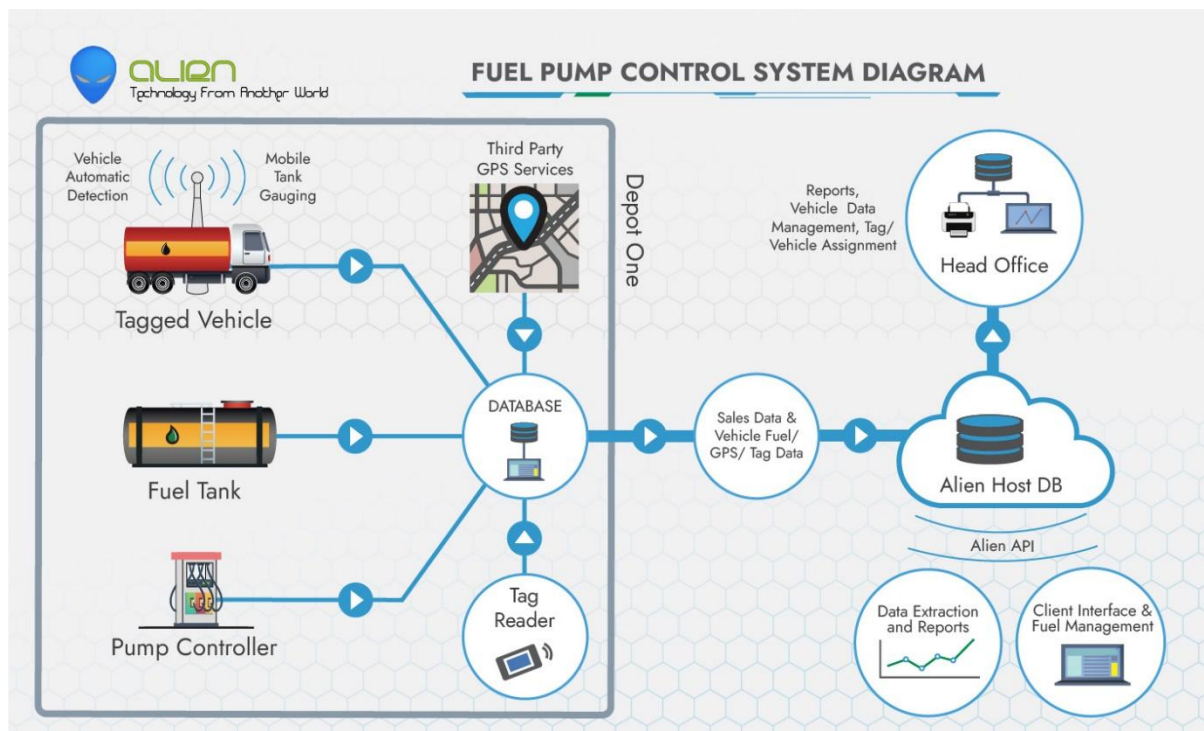 ALIEN
Technology From Another World
FUEL PUMP CONTROL SYSTEM DIAGRAM
Vehicle
Automatic
Detection
Mobile
Tank
Gauging
Tagged Vehicle
Third Party
GPS Services
Depot One
Fuel Tank
DATABASE
Pump Controller
Tag
Reader
Sales Data &
Vehicle Fuel/
GPS/ Tag Data
Reports,
Vehicle Data
Management, Tag/
Vehicle Assignment
Head Office
Alien Host DB
Alien API
Data Extraction
and Reports
Client Interface &
Fuel Management